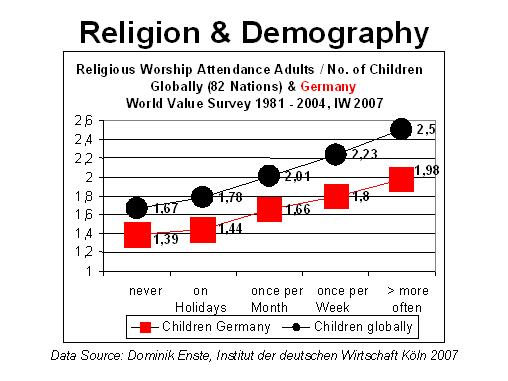 Religion & Demography
Religious Worship Attendance Adults / No. of Children
Globally (82 Nations) & Germany
World Value Survey 1981 - 2004, IW 2007
2,6
2,4
2,2
2
1,8
1,6
1,4
1,2
1
1,67
1,78
2,01
2,23
2,5
1,39
1,44
1,66
1,8
1,98
never
on
Holidays
once per
Month
once per
Week
> more
often
Children Germany
Children globally
Data Source: Dominik Enste, Institut der deutschen Wirtschaft Köln 2007